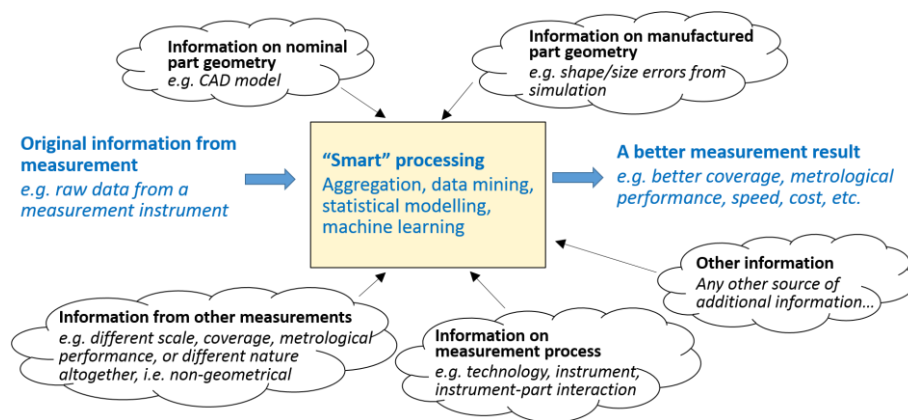 Information on nominal
part geometry
e.g. CAD model
Information on manufactured
part geometry
e.g. shape/size errors from
simulation
Original information from
measurement
e.g. raw data from a
measurement instrument
“Smart” processing
Aggregation, data mining,
statistical modelling,
machine learning
A better measurement result
e.g. better coverage, metrological
performance, speed, cost, etc.
Other information
Any other source of
additional information...
Information from other measurements
e.g. different scale, coverage, metrological
performance, or different nature
altogether, i.e. non-geometrical
Information on
measurement process
e.g. technology, instrument,
instrument-part interaction